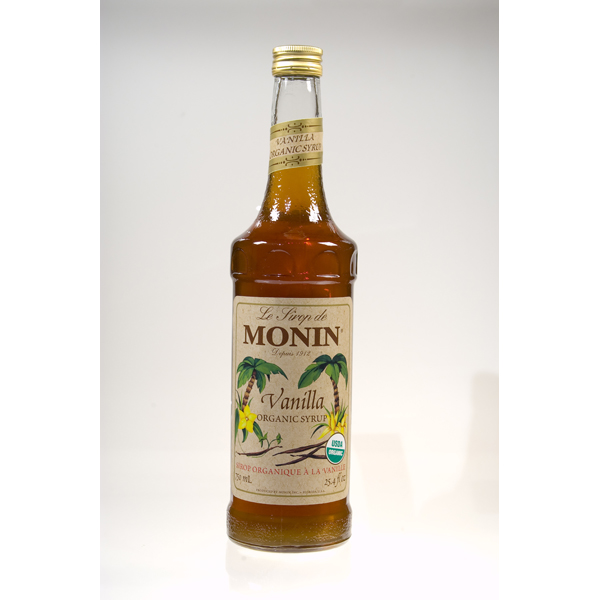 VANILLA
ORGANIC SYRUP
Le Sirop de
MONIN
Depuis 1912
Vanilla
ORGANIC SYRUP
USDA
ORGANIC
SIROP ORGANIQUE À LA VANILLE
750 mL
25.4 fl oz